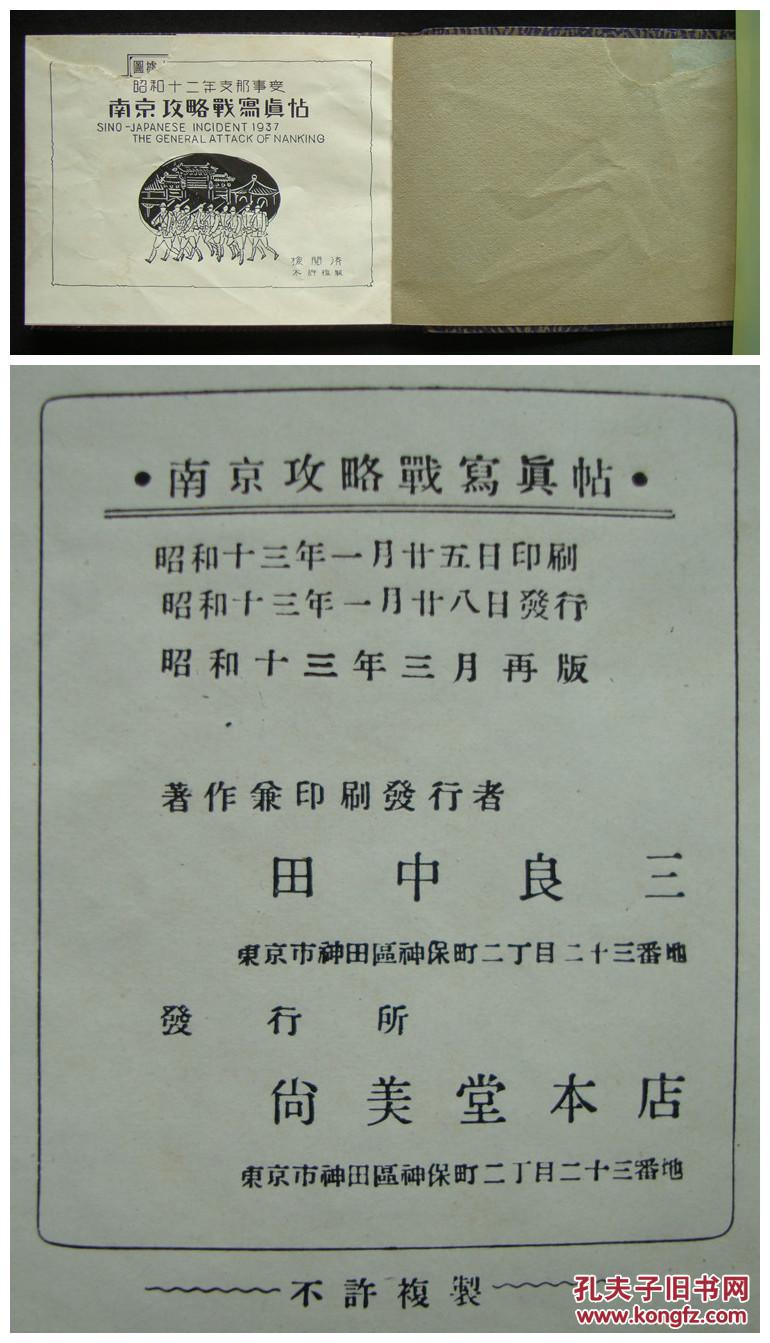 昭和十二年支那事変
南京攻略戰寫眞帖
SINO-JAPANESE INCIDENT 1937
THE GENERAL ATTACK OF NANKING
検閲済
不許複製
•南京攻略戰寫眞帖•
昭和十三年一月廿五日印刷
昭和十三年一月廿八日發行
昭和十三年三月再版
著作兼印刷發行者
田中良三
東京市神田區神保町二丁目二十三番地
發行所
尙美堂本店
東京市神田區神保町二丁目二十三番地
不許複製
孔夫子旧书网
www.kongfz.com